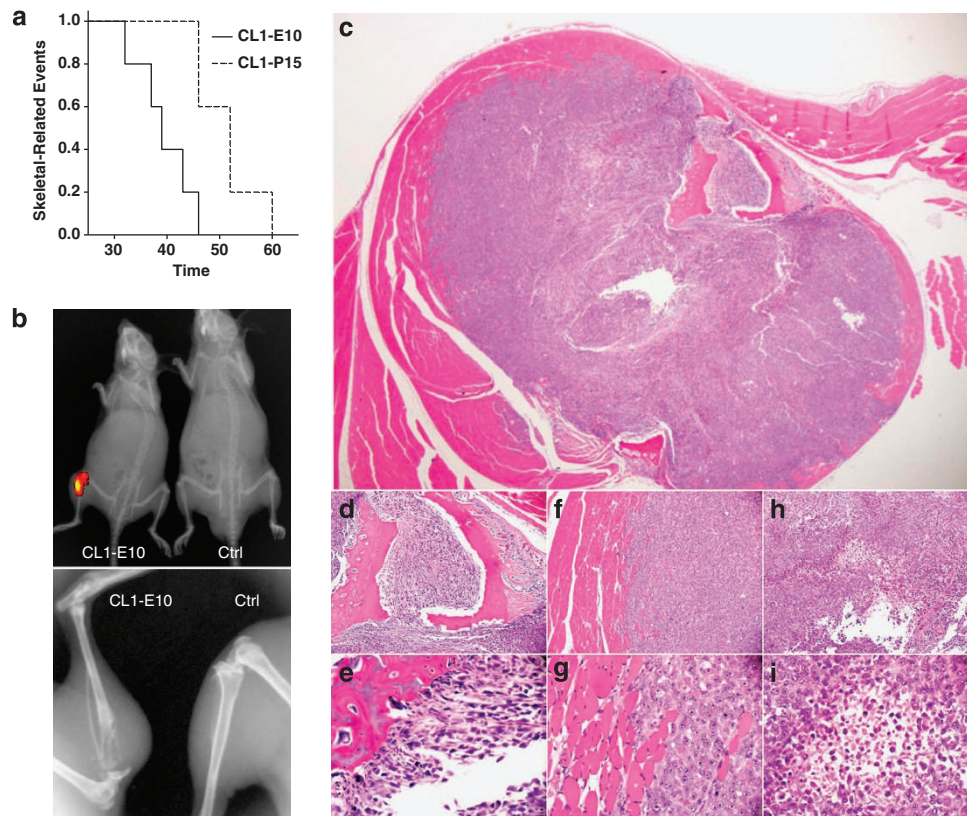 a
Skeletal-Related Events
1.0
0.8
0.6
0.4
0.2
0.0
30 40 50 60
Time
CL1-E10
CL1-P15
b
CL1-E10 Ctrl
CL1-E10 Ctrl
c
d
f
h
e
g
i